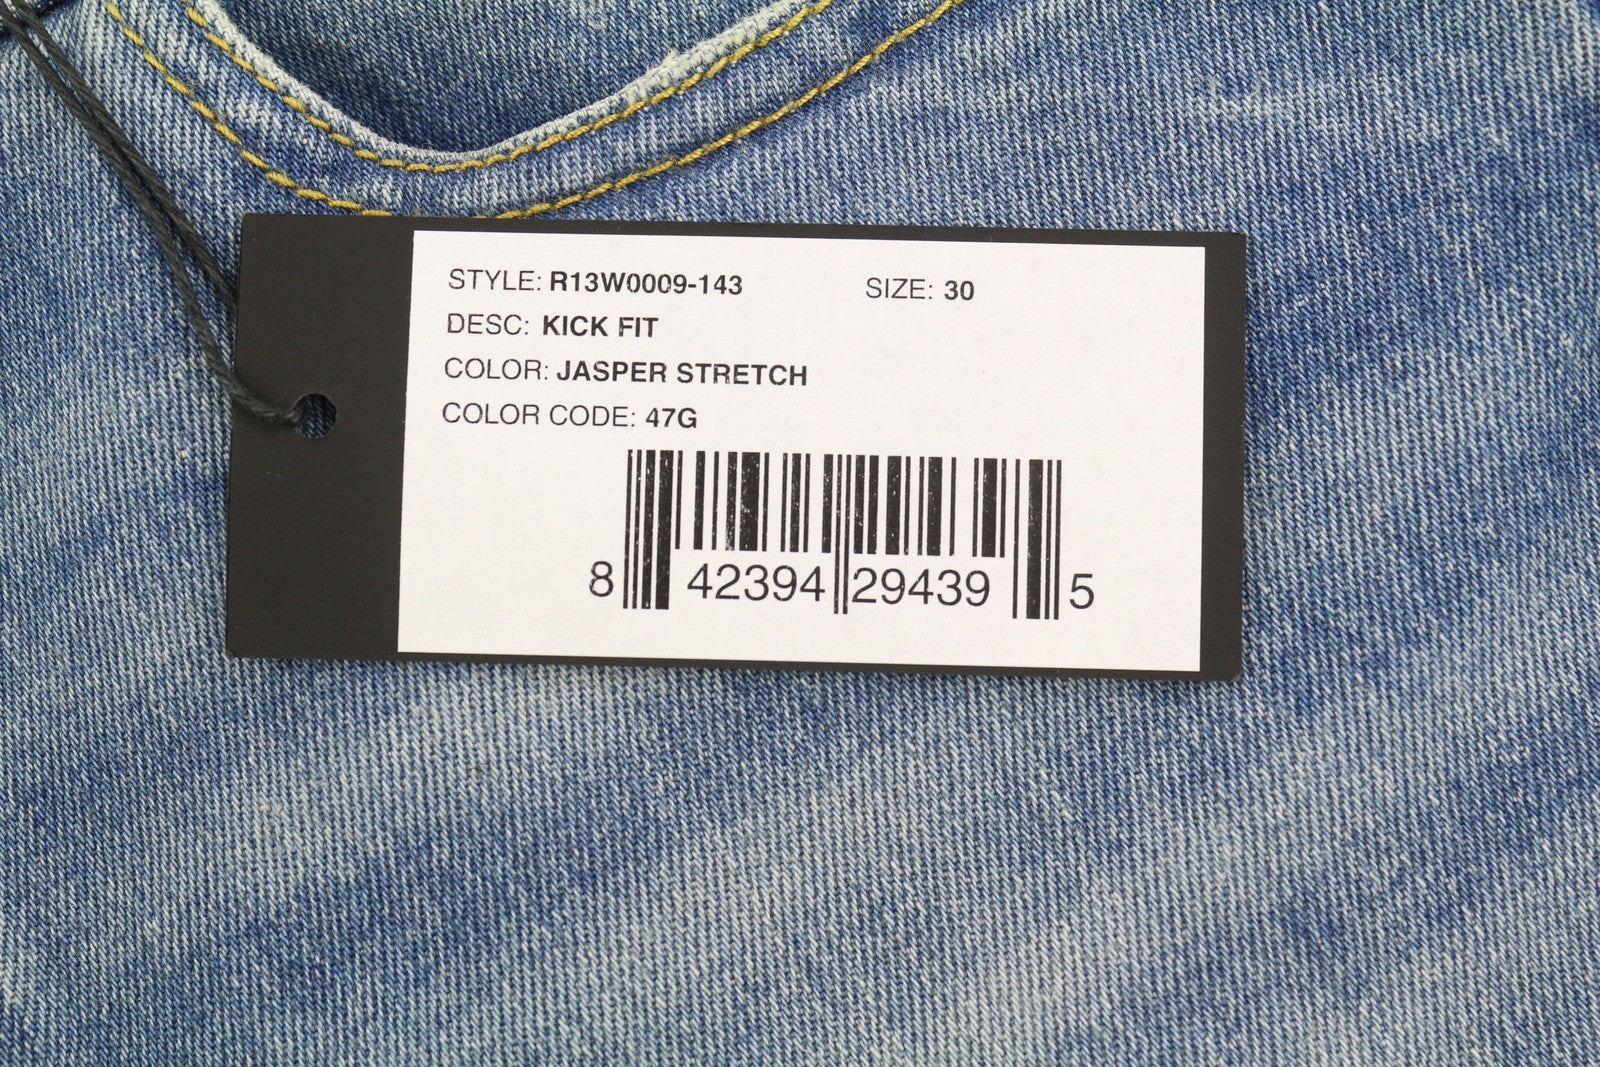 STYLE: R13W0009-143 SIZE: 30
DESC: KICK FIT
COLOR: JASPER STRETCH
COLOR CODE: 47G
8 42394 29439 5